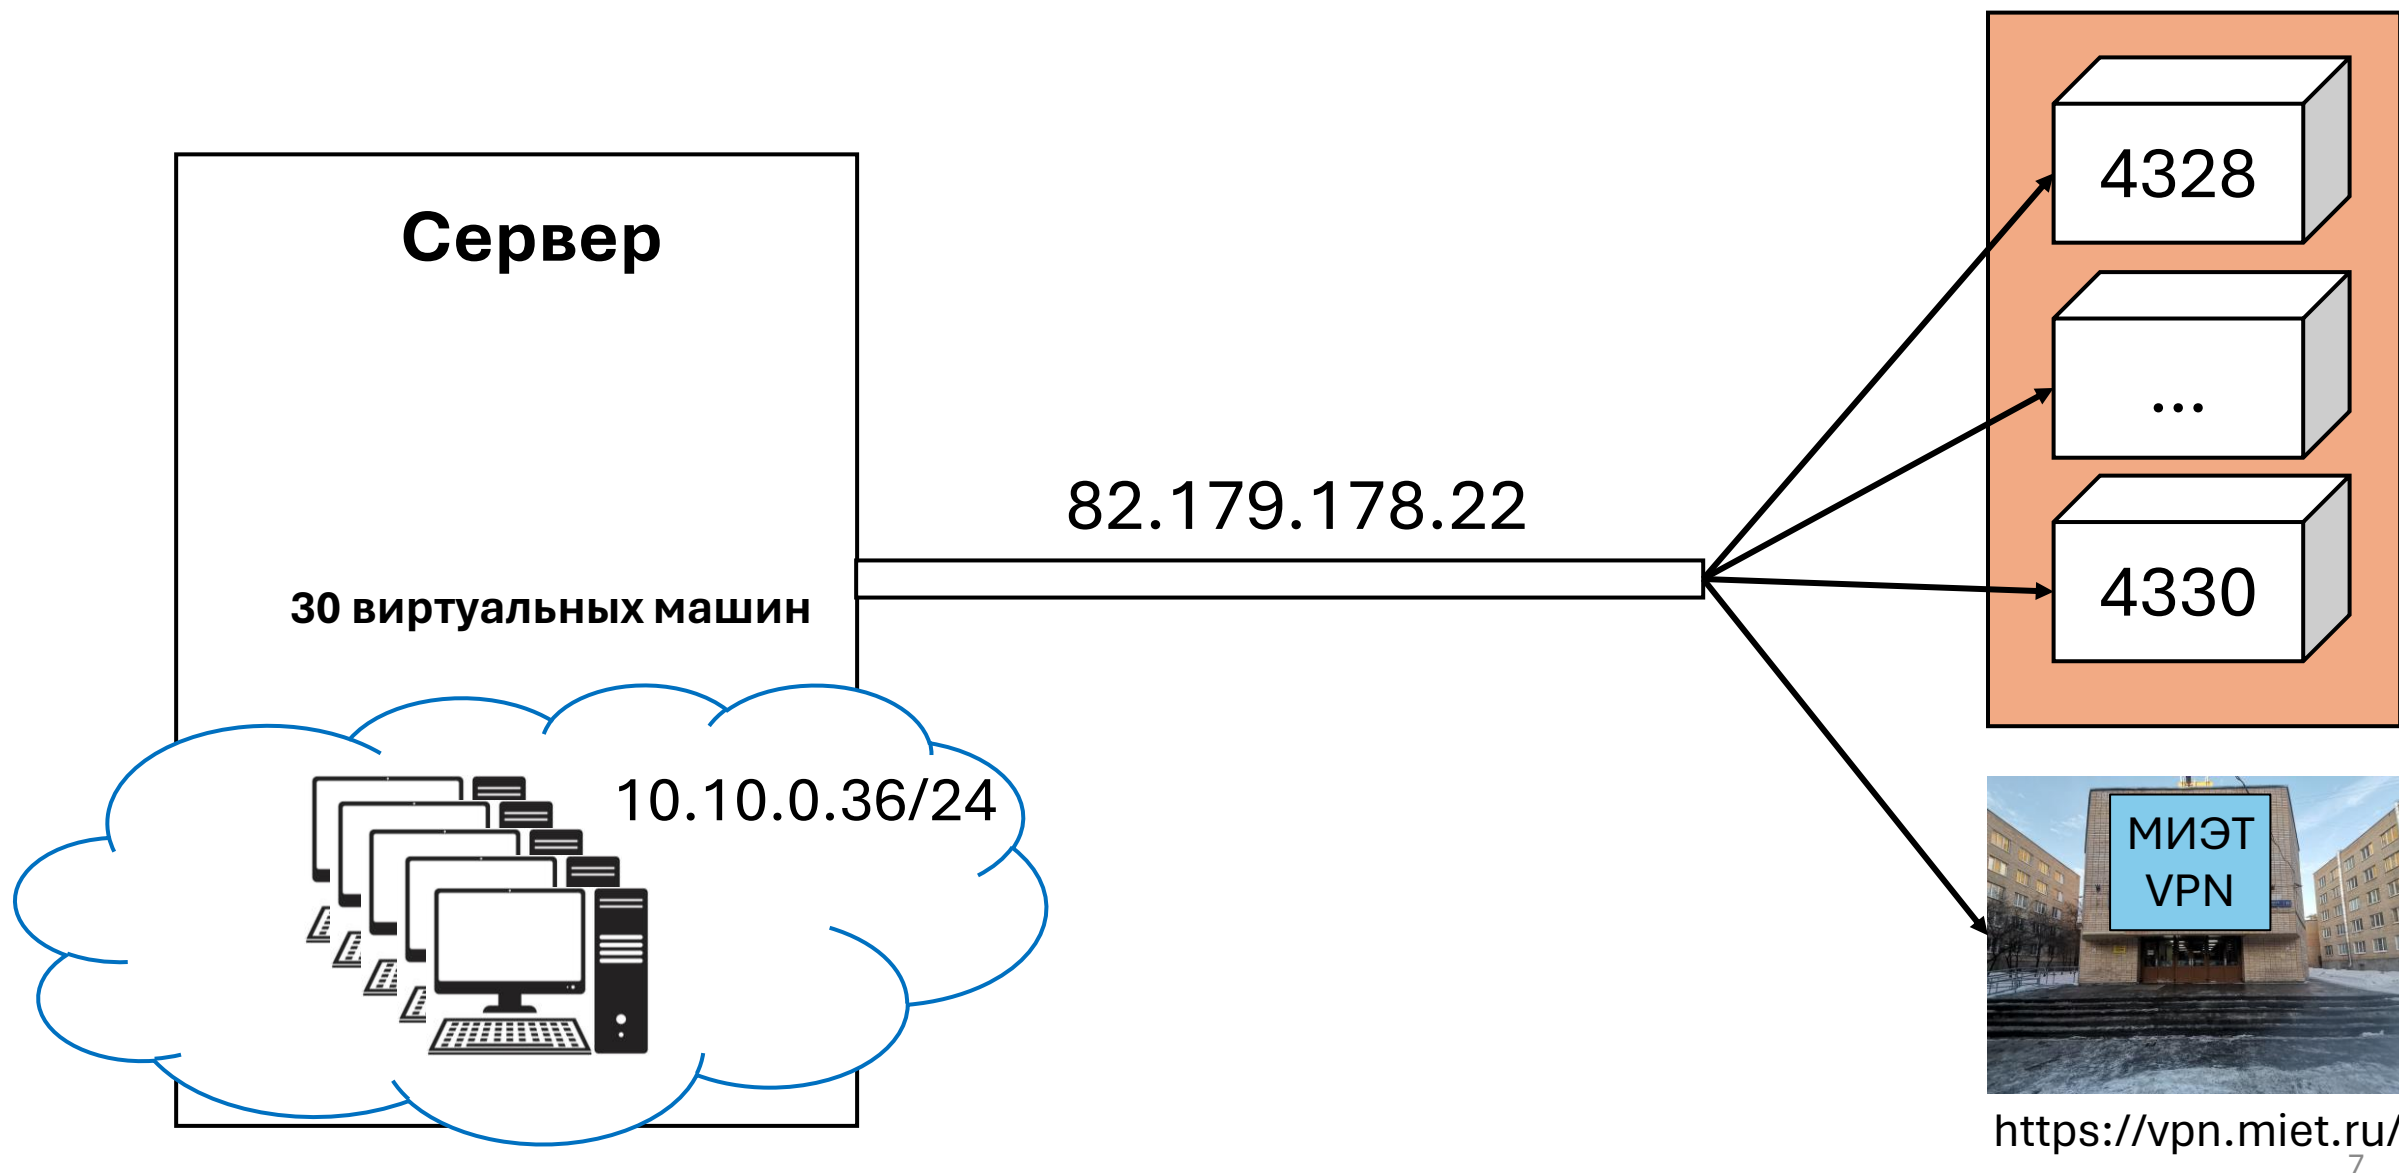 Сервер
30 виртуальных машин
10.10.0.36/24
82.179.178.22
4328
...
4330
МИЭТ
VPN
https://vpn.miet.ru/
7